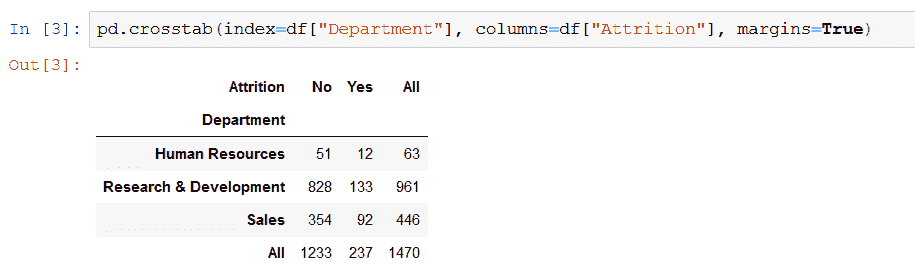 In [3]: pd.crosstab(index=df["Department"], columns=df["Attrition"], margins=True)
Out[3]:
Attrition No Yes All
Department
Human Resources 51 12 63
Research & Development 828 133 961
Sales 354 92 446
All 1233 237 1470